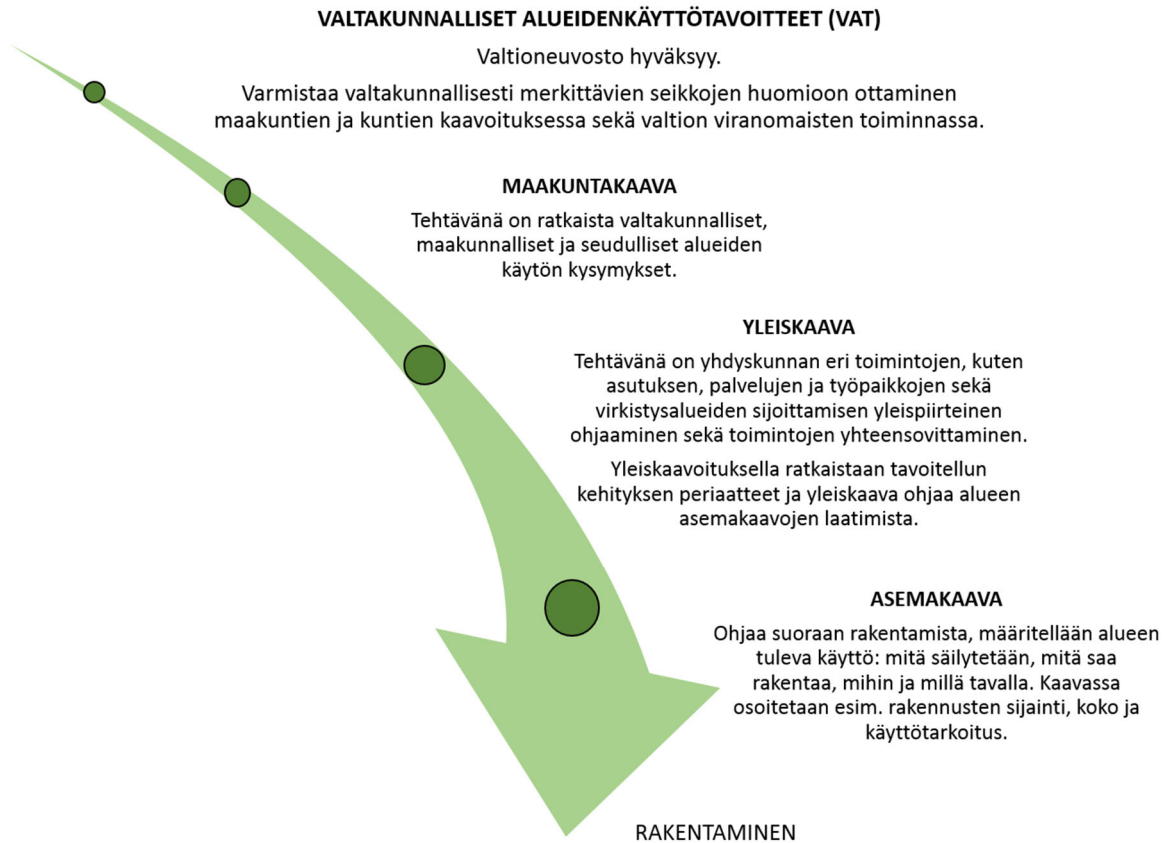 VALTAKUNNALLISET ALUEIDENKÄYTTÖTAVOITTEET (VAT)
Valtioneuvosto hyväksyy.
Varmistaa valtakunnallisesti merkittävien seikkojen huomioon ottaminen
maakuntien ja kuntien kaavoituksessa sekä valtion viranomaisten toiminnassa.
MAAKUNTAKAAVA
Tehtävänä on ratkaista valtakunnalliset,
maakunnalliset ja seudulliset alueiden
käytön kysymykset.
YLEISKAAVA
Tehtävänä on yhdyskunnan eri toimintojen, kuten
asutuksen, palvelujen ja työpaikkojen sekä
virkistysalueiden sijoittamisen yleispiirteinen
ohjaaminen sekä toimintojen yhteensovittaminen.
Yleiskaavoituksella ratkaistaan tavoitellun
kehityksen periaatteet ja yleiskaava ohjaa alueen
asemakaavojen laatimista.
ASEMAKAAVA
Ohjaa suoraan rakentamista, määritellään alueen
tuleva käyttö: mitä säilytetään, mitä saa
rakentaa, mihin ja millä tavalla. Kaavassa
osoitetaan esim. rakennusten sijainti, koko ja
käyttötarkoitus.
RAKENTAMINEN